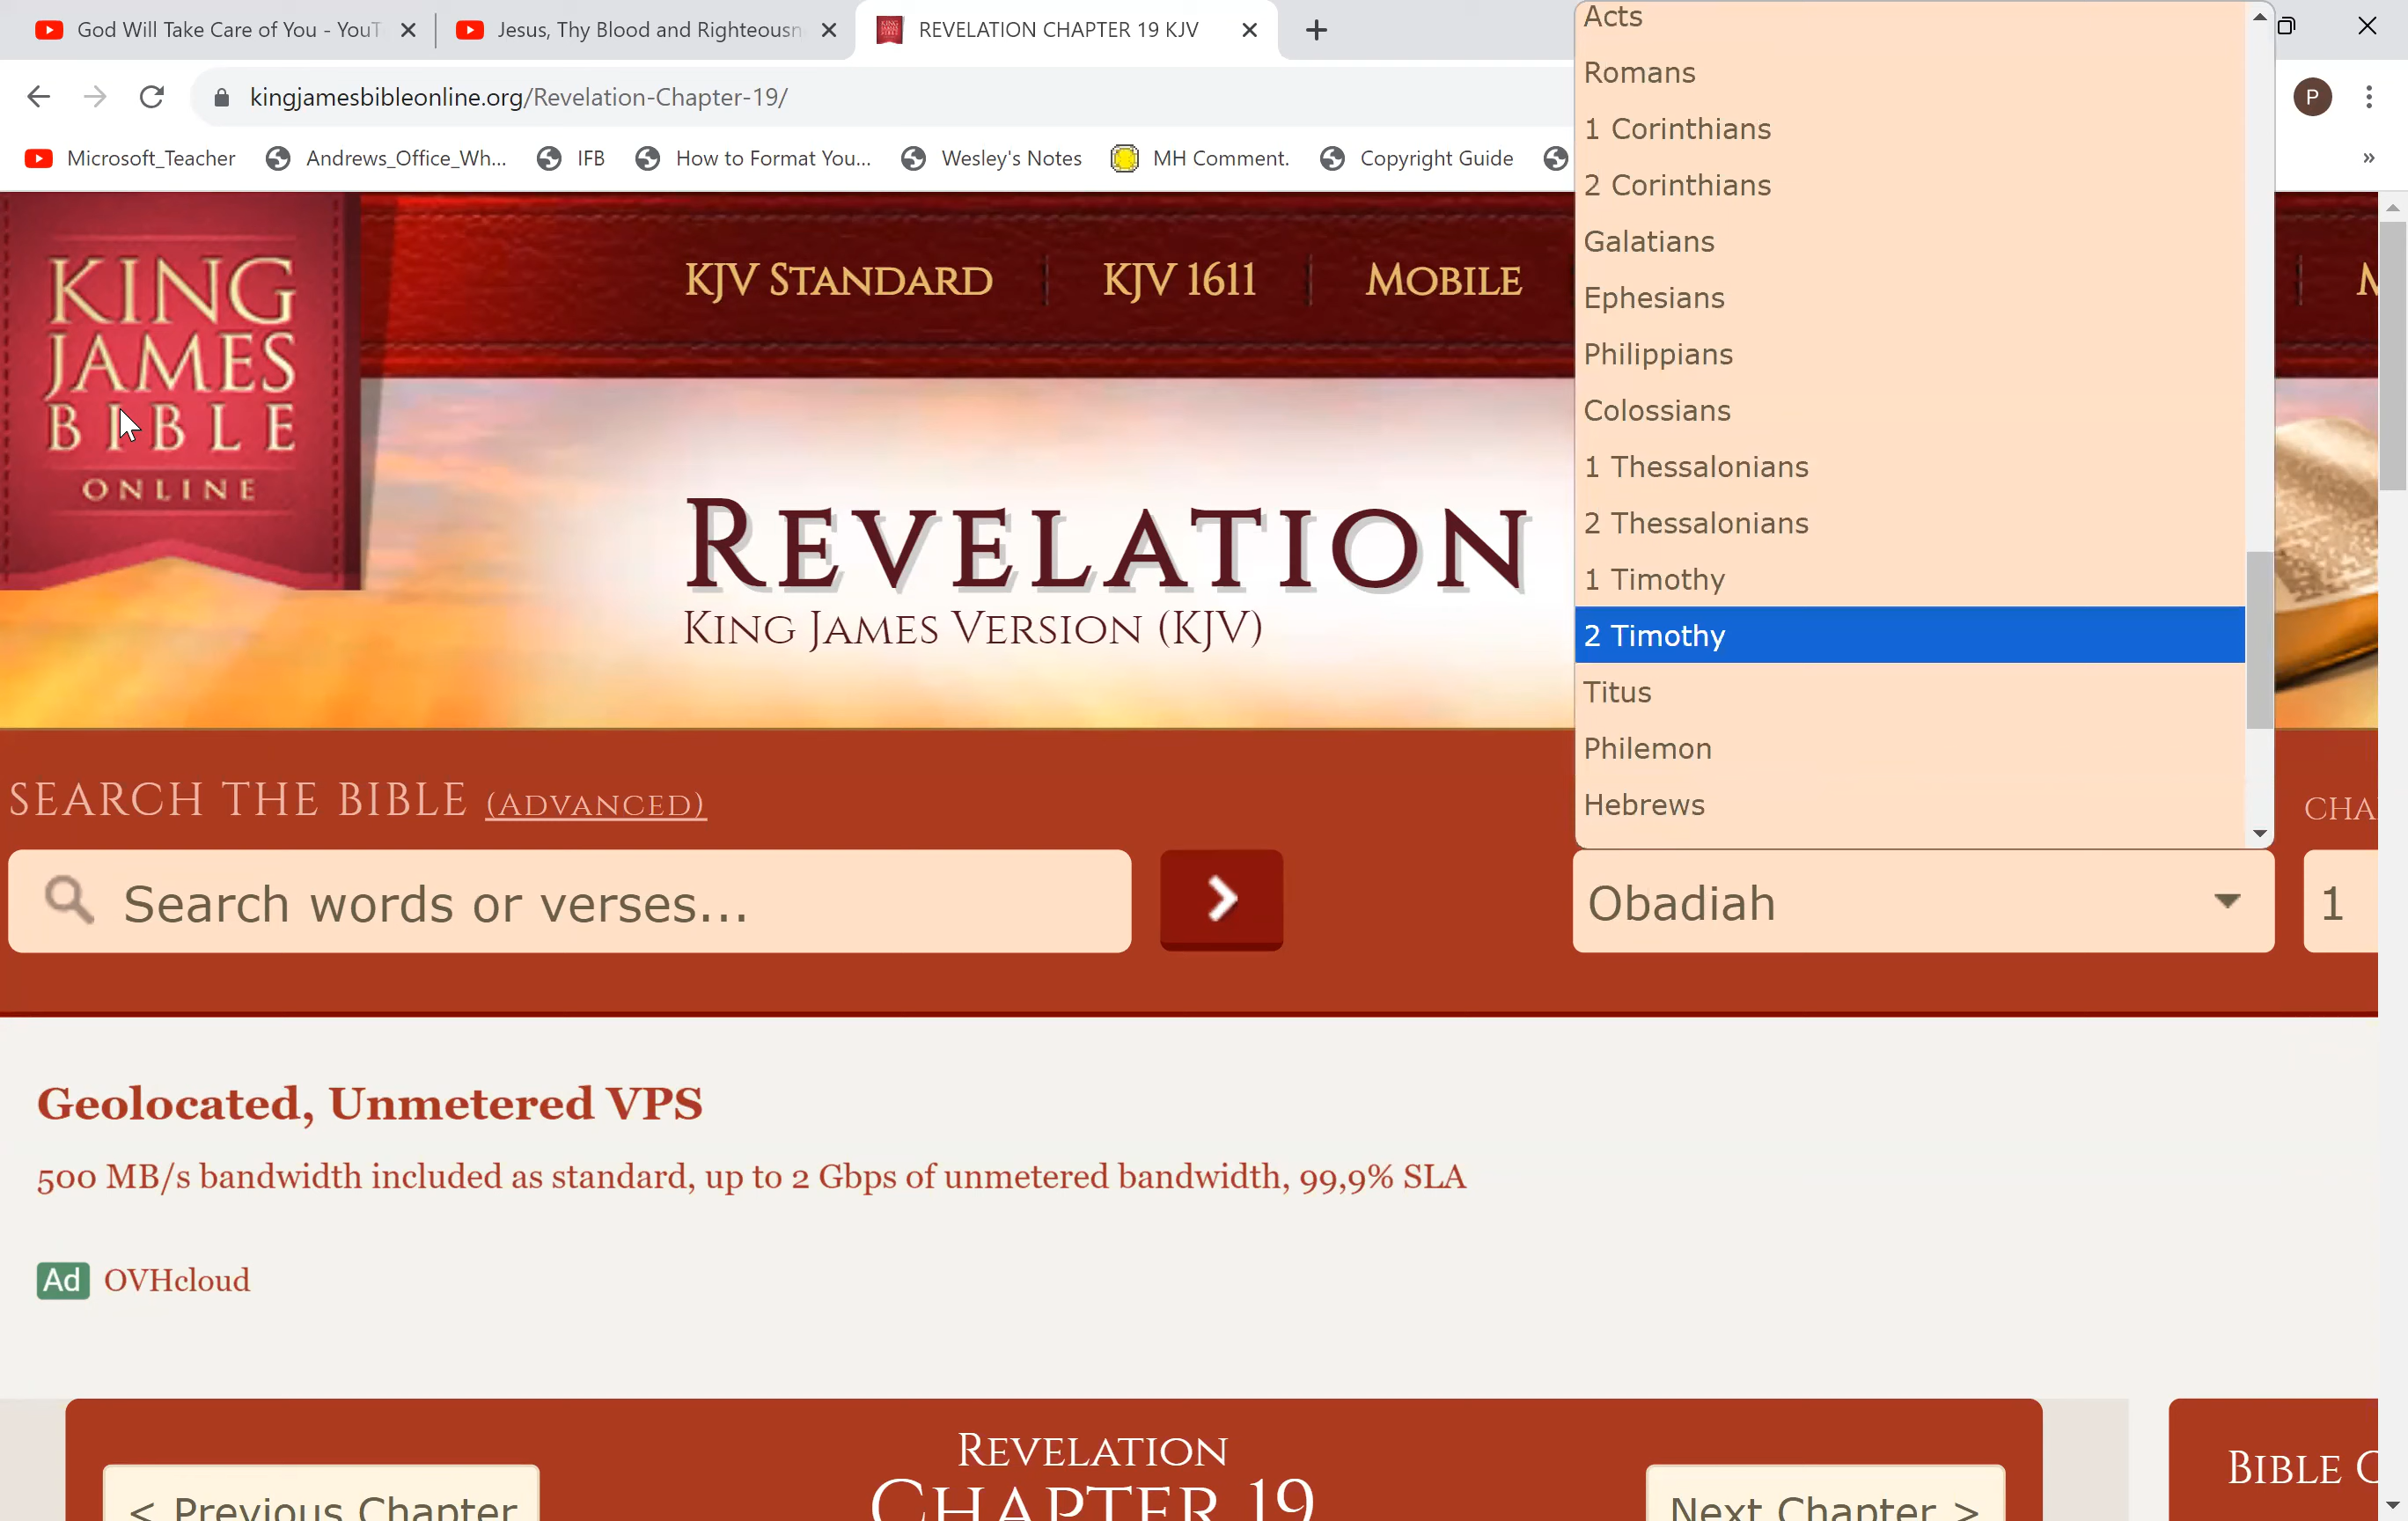 God Will Take Care of You - YouT
Jesus, Thy Blood and Righteousn
REVELATION CHAPTER 19 KJV
kingjamesbibleonline.org/Revelation-Chapter-19/
P
Microsoft_Teacher
Andrews_Office_Wh...
IFB
How to Format You...
Wesley's Notes
MH Comment.
Copyright Guide
»
KING
JAMES
BIBLE
ONLINE
KJV STANDARD
KJV 1611
MOBILE
M
REVELATION
KING JAMES VERSION (KJV)
Acts
Romans
1 Corinthians
2 Corinthians
Galatians
Ephesians
Philippians
Colossians
1 Thessalonians
2 Thessalonians
1 Timothy
2 Timothy
Titus
Philemon
Hebrews
SEARCH THE BIBLE (ADVANCED)
CHA
Search words or verses...
Obadiah
1
Geolocated, Unmetered VPS
500 MB/s bandwidth included as standard, up to 2 Gbps of unmetered bandwidth, 99,9% SLA
Ad OVHcloud
REVELATION
CHAPTER 19
< Previous Chapter
Next Chapter >
BIBLE C